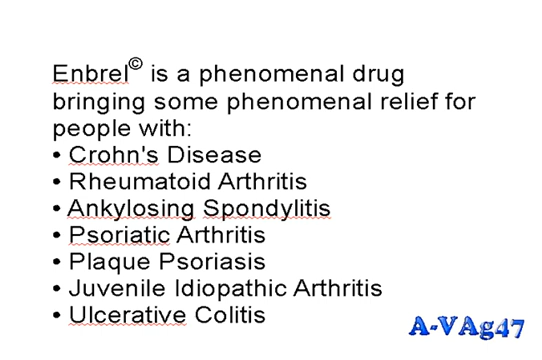 Enbrel© is a phenomenal drug
bringing some phenomenal relief for
people with:
• Crohn's Disease
• Rheumatoid Arthritis
• Ankylosing Spondylitis
• Psoriatic Arthritis
• Plaque Psoriasis
• Juvenile Idiopathic Arthritis
• Ulcerative Colitis
A-VAg47